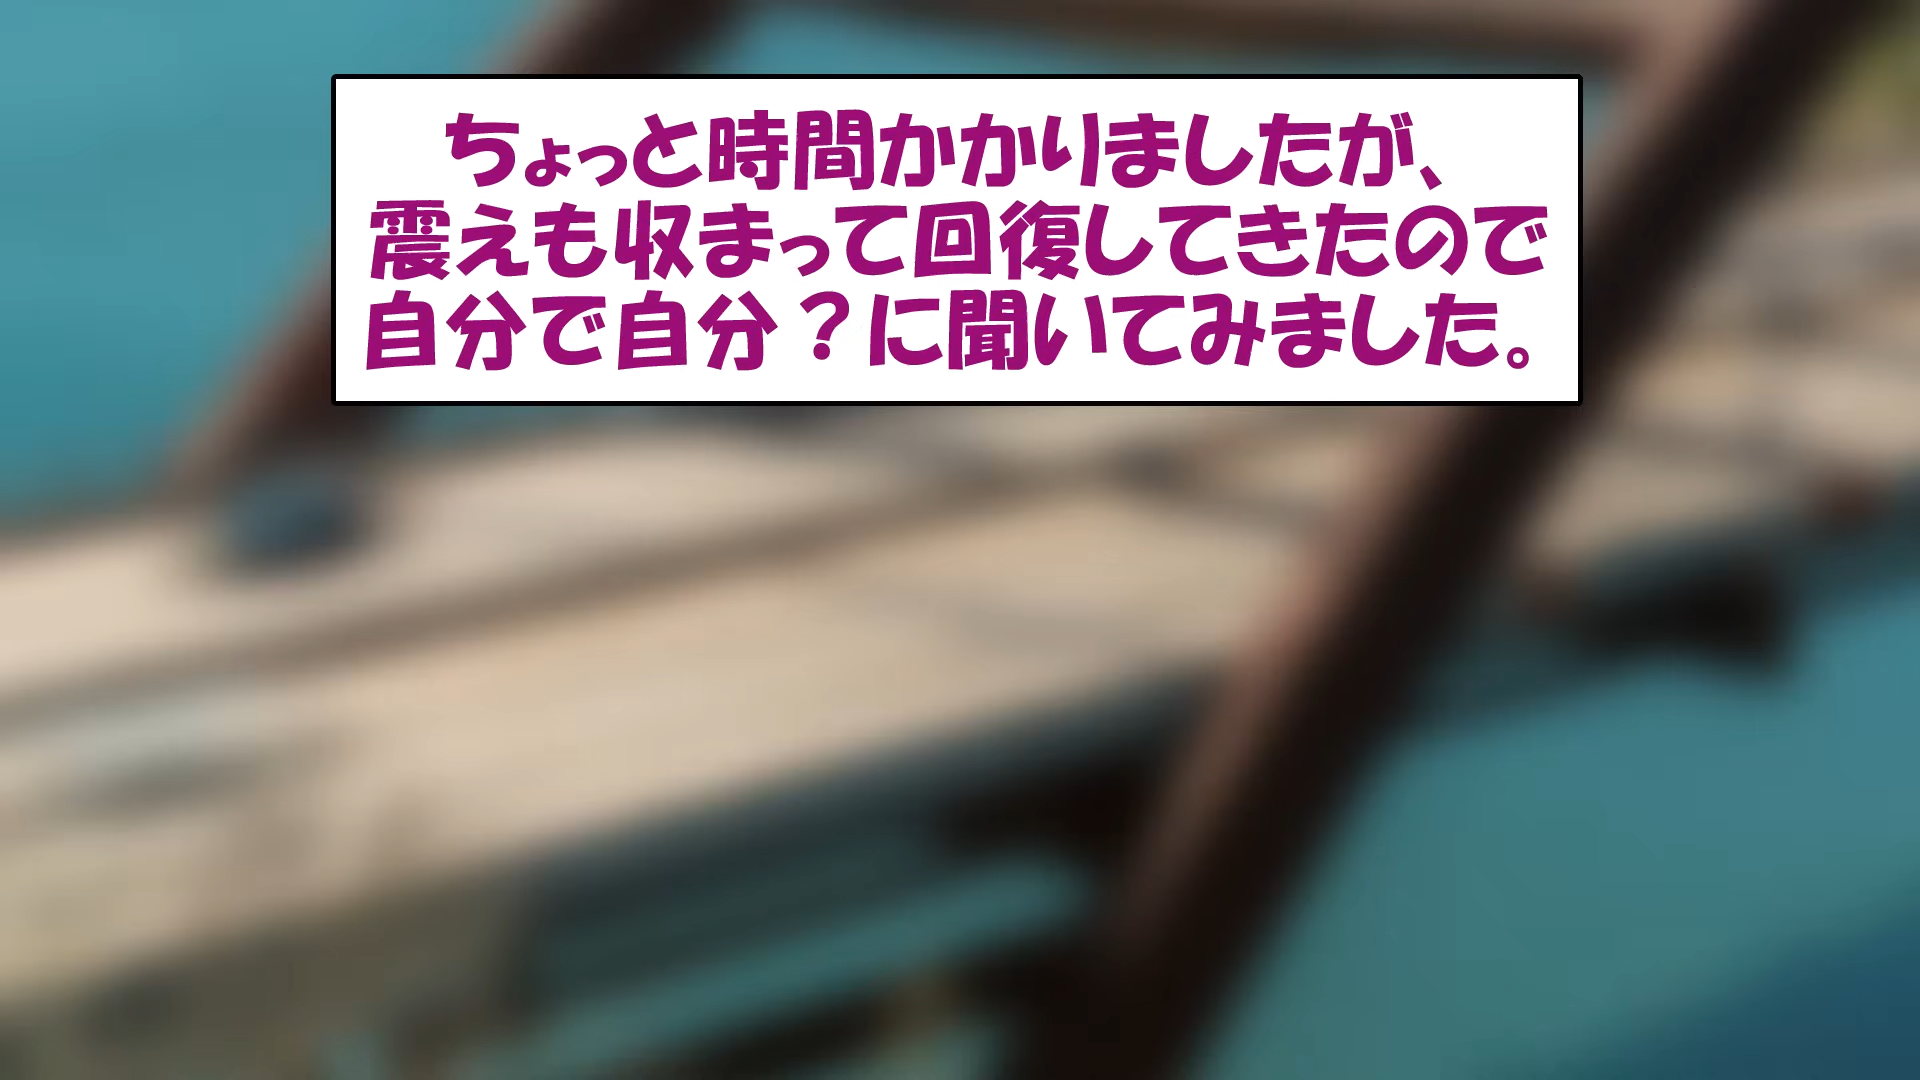 ちょっと時間かかりましたが、
震えも収まって回復してきたので
自分で自分？に聞いてみました。